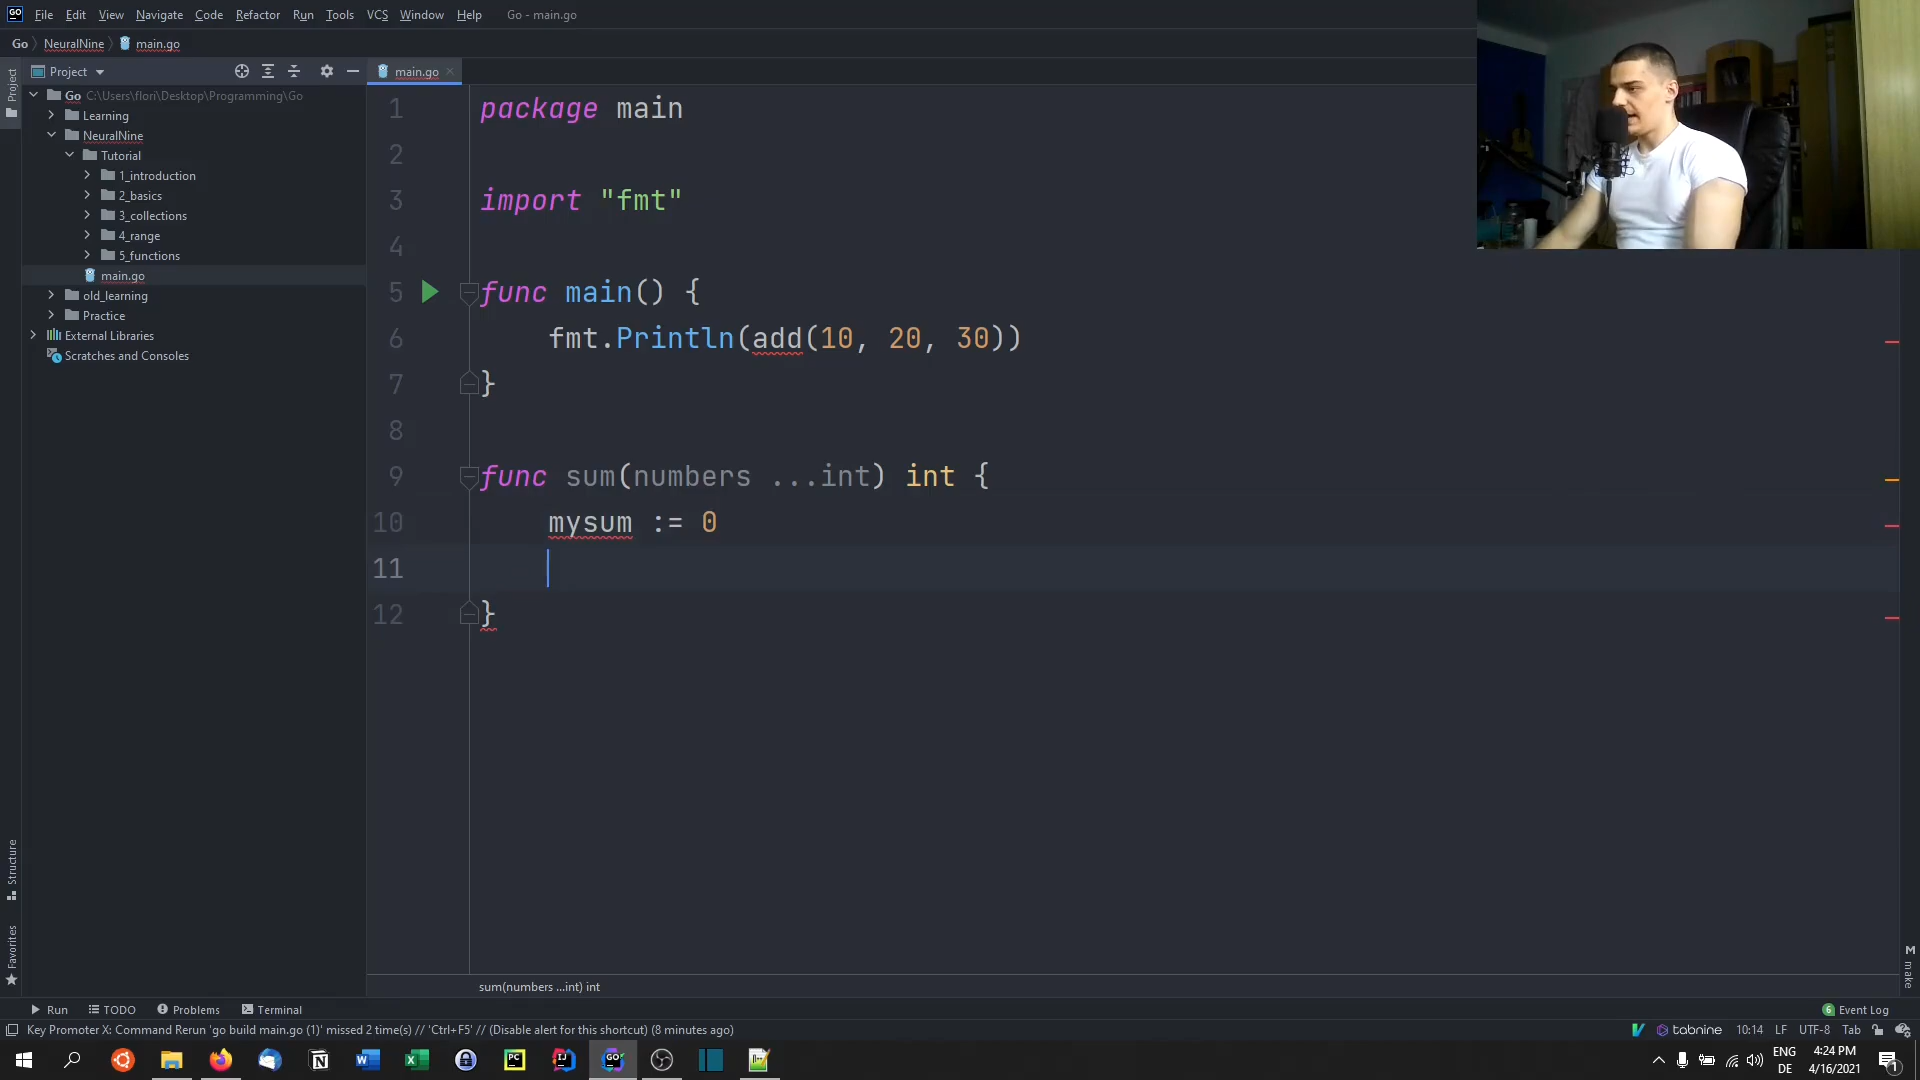 GO File Edit View Navigate Code Refactor Run Tools VCS Window Help Go - main.go
Go NeuralNine main.go
Project
Project
main.go
Go C:\Users\flori\Desktop\Programming\Go
Learning
NeuralNine
Tutorial
1_introduction
2_basics
3_collections
4_range
5_functions
main.go
old_learning
Practice
External Libraries
Scratches and Consoles
Structure
Favorites
1 package main
2
3 import "fmt"
4
5 func main() {
6 fmt.Println(add(10, 20, 30))
7 }
8
9 func sum(numbers ...int) int {
10 mysum := 0
11
12 }
M make
sum(numbers ...int) int
Run TODO Problems Terminal 6 Event Log
Key Promoter X: Command Rerun 'go build main.go (1)' missed 2 time(s) // 'Ctrl+F5' // (Disable alert for this shortcut) (8 minutes ago) tabnine 10:14 LF UTF-8 Tab
PC IJ GO ENG 4:24 PM
DE 4/16/2021 1